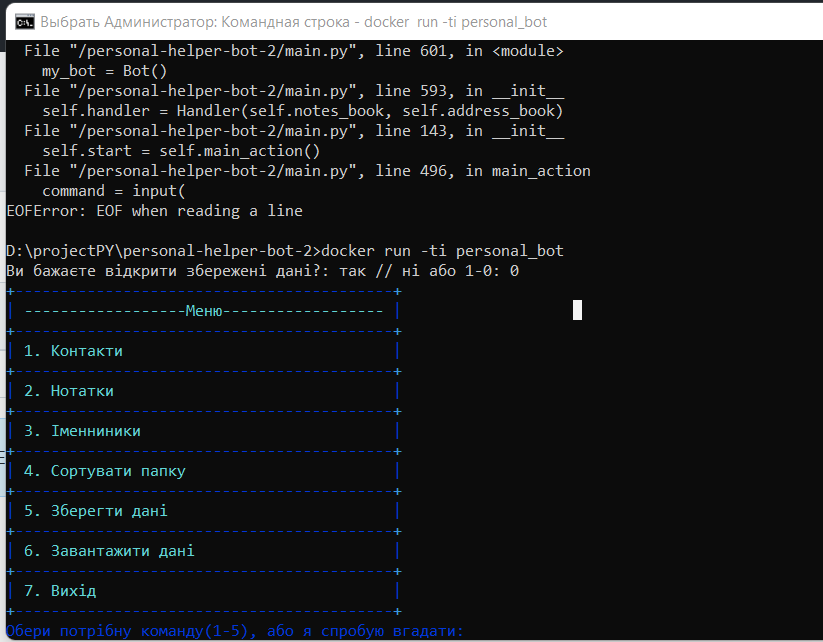 Выбрать Администратор: Командная строка - docker run -ti personal_bot
File "/personal-helper-bot-2/main.py", line 601, in <module>
my_bot = Bot()
File "/personal-helper-bot-2/main.py", line 593, in __init__
self.handler = Handler(self.notes_book, self.address_book)
File "/personal-helper-bot-2/main.py", line 143, in __init__
self.start = self.main_action()
File "/personal-helper-bot-2/main.py", line 496, in main_action
command = input(
EOFError: EOF when reading a line
D:\projectPY\personal-helper-bot-2>docker run -ti personal_bot
Ви бажаєте відкрити збережені дані?: так // ні або 1-0: 0
+-----------------------------------------+
| ------------------Меню------------------ |
+-----------------------------------------+
| 1. Контакти |
+-----------------------------------------+
| 2. Нотатки |
+-----------------------------------------+
| 3. Іменниники |
+-----------------------------------------+
| 4. Сортувати папку |
+-----------------------------------------+
| 5. Зберегти дані |
+-----------------------------------------+
| 6. Завантажити дані |
+-----------------------------------------+
| 7. Вихід |
+-----------------------------------------+
Обери потрібну команду(1-5), або я спробую вгадати: